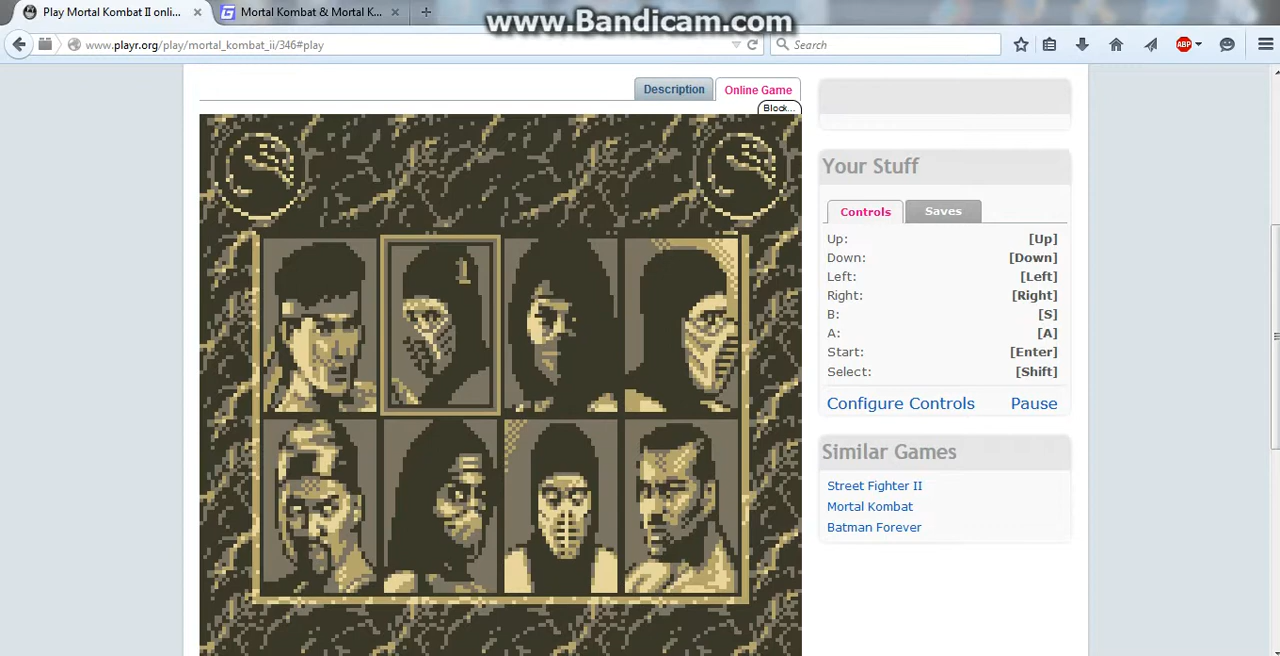 www.Bandicam.com
Play Mortal Kombat II onli...
Mortal Kombat & Mortal K...
www.playr.org/play/mortal_kombat_ii/346#play
Search
ABP
Description
Online Game
Block...
Your Stuff
Controls
Saves
Up: [Up]
Down: [Down]
Left: [Left]
Right: [Right]
B: [S]
A: [A]
Start: [Enter]
Select: [Shift]
Configure Controls
Pause
Similar Games
Street Fighter II
Mortal Kombat
Batman Forever
1